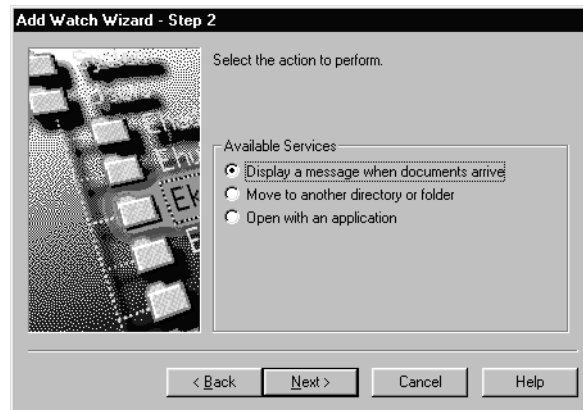 Add Watch Wizard - Step 2
Select the action to perform.
Available Services
Display a message when documents arrive
Move to another directory or folder
Open with an application
< Back
Next >
Cancel
Help